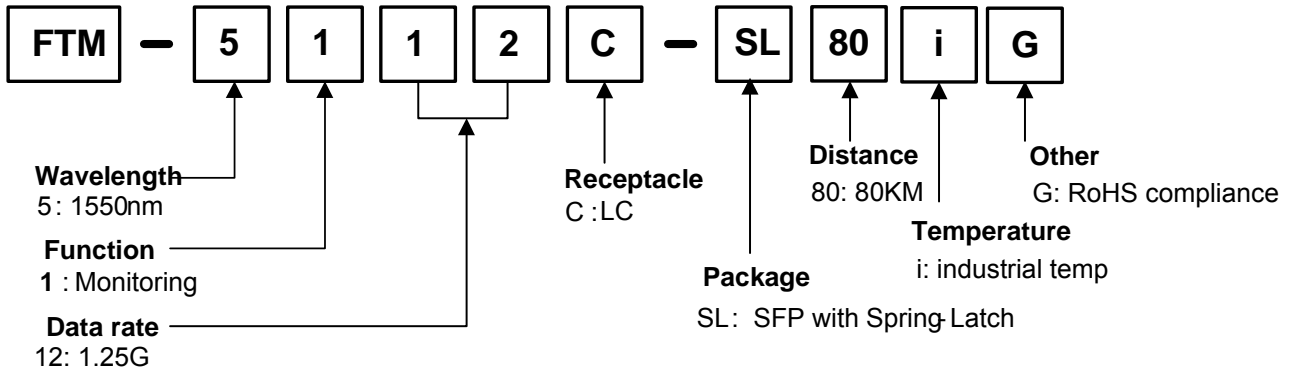 FTM - 5 1 1 2 C - SL 80 i G
Wavelength
5: 1550nm
Function
1 : Monitoring
Data rate
12: 1.25G
Receptacle
C :LC
Package
SL: SFP with Spring-Latch
Distance
80: 80KM
Temperature
i: industrial temp
Other
G: RoHS compliance